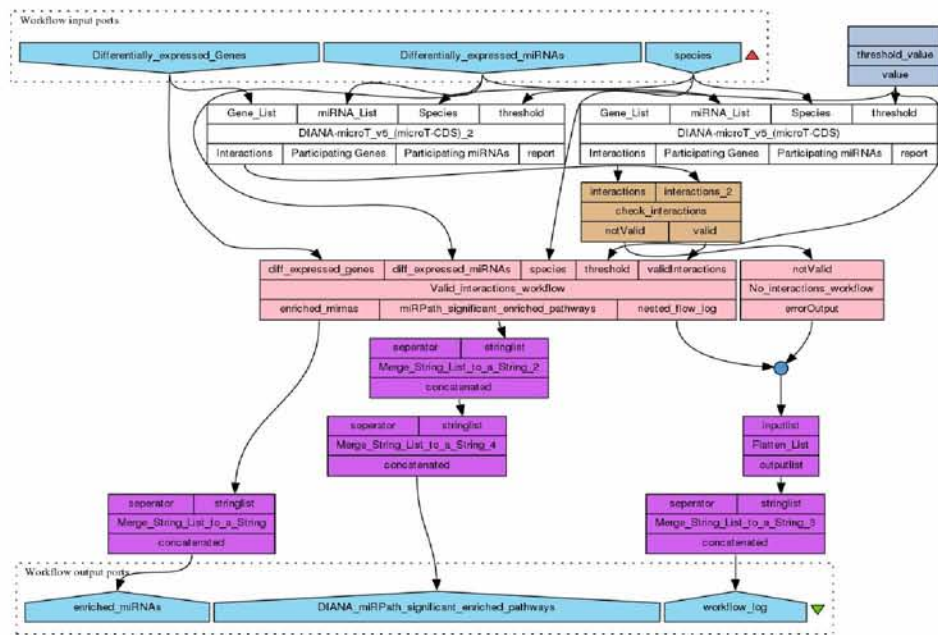 Workflow input ports
Differentially_expressed_Genes Differentially_expressed_miRNAs species
threshold_value
value
Gene_List miRNA_List Species threshold
DIANA-microT_v5_(microT-CDS)_2
Interactions Participating Genes Participating miRNAs report
Gene_List miRNA_List Species threshold
DIANA-microT_v5_(microT-CDS)
Interactions Participating Genes Participating miRNAs report
interactions interactions_2
check_interactions
notValid valid
diff_expressed_genes diff_expressed_miRNAs species threshold validInteractions
Valid_interactions_workflow
enriched_mirnas miRPath_significant_enriched_pathways nested_flow_log
notValid
No_interactions_workflow
errorOutput
seperator stringlist
Merge_String_List_to_a_String_2
concatenated
seperator stringlist
Merge_String_List_to_a_String_4
concatenated
inputlist
Flatten_List
outputlist
seperator stringlist
Merge_String_List_to_a_String
concatenated
seperator stringlist
Merge_String_List_to_a_String_3
concatenated
Workflow output ports
enriched_miRNAs DIANA_miRPath_significant_enriched_pathways workflow_log